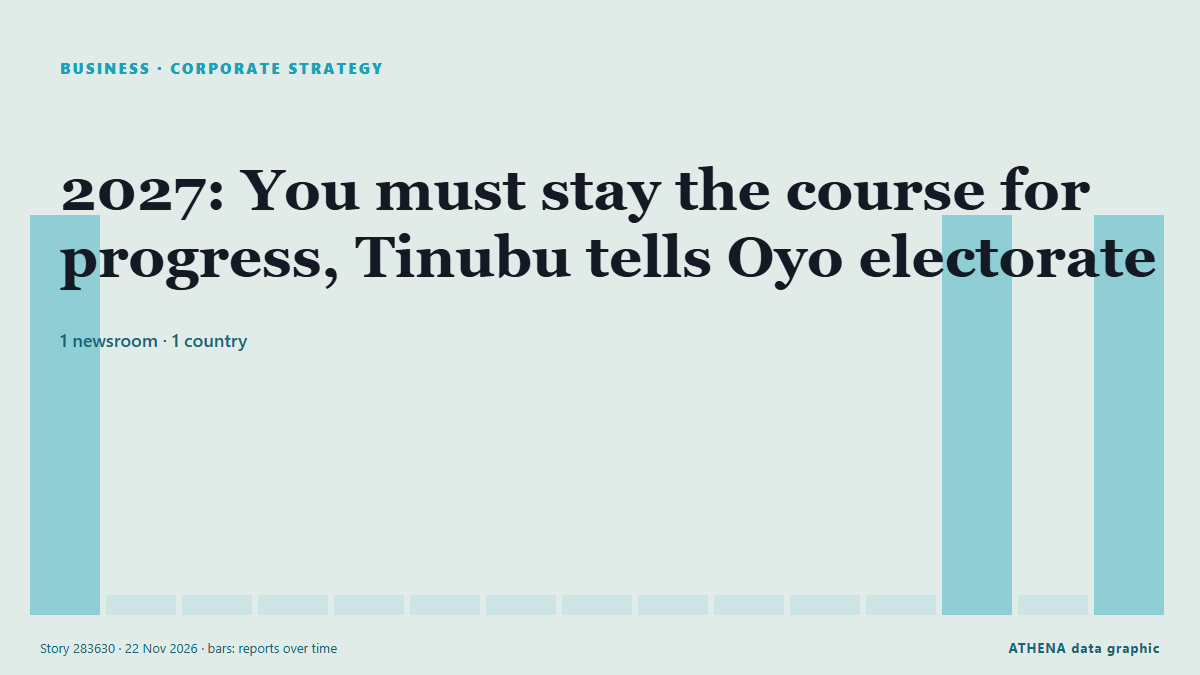 BUSINESS · CORPORATE STRATEGY
2027: You must stay the course for
progress, Tinubu tells Oyo electorate
1 newsroom · 1 country
Story 283630 · 22 Nov 2026 · bars: reports over time
ATHENA data graphic